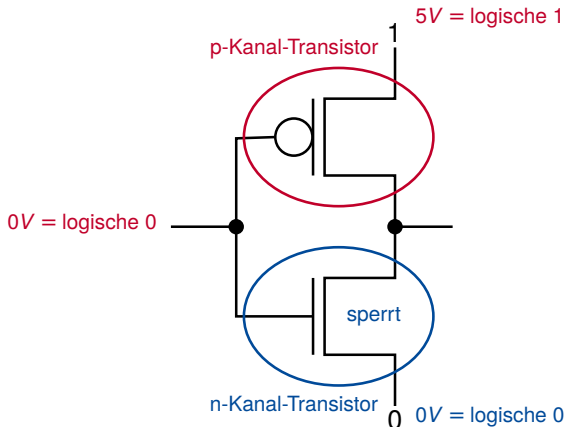 5V = logische 1
1
p-Kanal-Transistor
0V = logische 0
sperrt
n-Kanal-Transistor
0
0V = logische 0